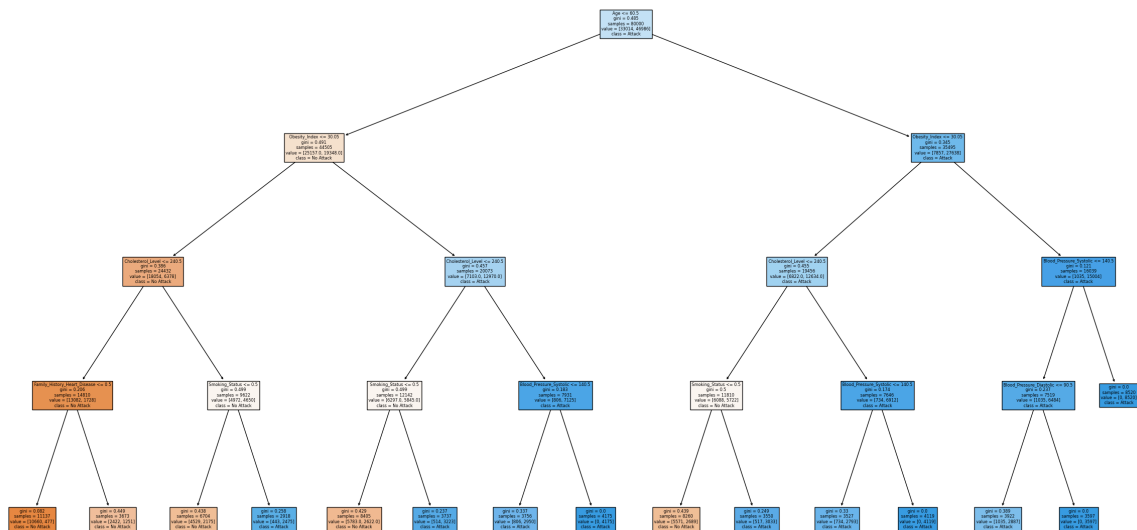 Age <= 60.5
gini = 0.485
samples = 80000
value = [33014, 46986]
class = Attack
Obesity_Index <= 30.05
gini = 0.491
samples = 44505
value = [25157.0, 19348.0]
class = No Attack
Obesity_Index <= 30.05
gini = 0.345
samples = 35495
value = [7857, 27638]
class = Attack
Cholesterol_Level <= 240.5
gini = 0.386
samples = 24432
value = [18054, 6378]
class = No Attack
Cholesterol_Level <= 240.5
gini = 0.457
samples = 20073
value = [7103.0, 12970.0]
class = Attack
Cholesterol_Level <= 240.5
gini = 0.455
samples = 19456
value = [6822.0, 12634.0]
class = Attack
Blood_Pressure_Systolic <= 140.5
gini = 0.121
samples = 16039
value = [1035, 15004]
class = Attack
Family_History_Heart_Disease <= 0.5
gini = 0.206
samples = 14810
value = [13082, 1728]
class = No Attack
Smoking_Status <= 0.5
gini = 0.499
samples = 9622
value = [4972, 4650]
class = No Attack
Smoking_Status <= 0.5
gini = 0.499
samples = 12142
value = [6297.0, 5845.0]
class = No Attack
Blood_Pressure_Systolic <= 140.5
gini = 0.183
samples = 7931
value = [806, 7125]
class = Attack
Smoking_Status <= 0.5
gini = 0.5
samples = 11810
value = [6088, 5722]
class = No Attack
Blood_Pressure_Systolic <= 140.5
gini = 0.174
samples = 7646
value = [734, 6912]
class = Attack
Blood_Pressure_Diastolic <= 90.5
gini = 0.237
samples = 7519
value = [1035, 6484]
class = Attack
gini = 0.0
samples = 8520
value = [0, 8520]
class = Attack
gini = 0.082
samples = 11137
value = [10660, 477]
class = No Attack
gini = 0.449
samples = 3673
value = [2422, 1251]
class = No Attack
gini = 0.438
samples = 6704
value = [4529, 2175]
class = No Attack
gini = 0.258
samples = 2918
value = [443, 2475]
class = Attack
gini = 0.429
samples = 8405
value = [5783.0, 2622.0]
class = No Attack
gini = 0.237
samples = 3737
value = [514, 3223]
class = Attack
gini = 0.337
samples = 3756
value = [806, 2950]
class = Attack
gini = 0.0
samples = 4175
value = [0, 4175]
class = Attack
gini = 0.439
samples = 8260
value = [5571, 2689]
class = No Attack
gini = 0.249
samples = 3550
value = [517, 3033]
class = Attack
gini = 0.33
samples = 3527
value = [734, 2793]
class = Attack
gini = 0.0
samples = 4119
value = [0, 4119]
class = Attack
gini = 0.389
samples = 3922
value = [1035, 2887]
class = Attack
gini = 0.0
samples = 3597
value = [0, 3597]
class = Attack